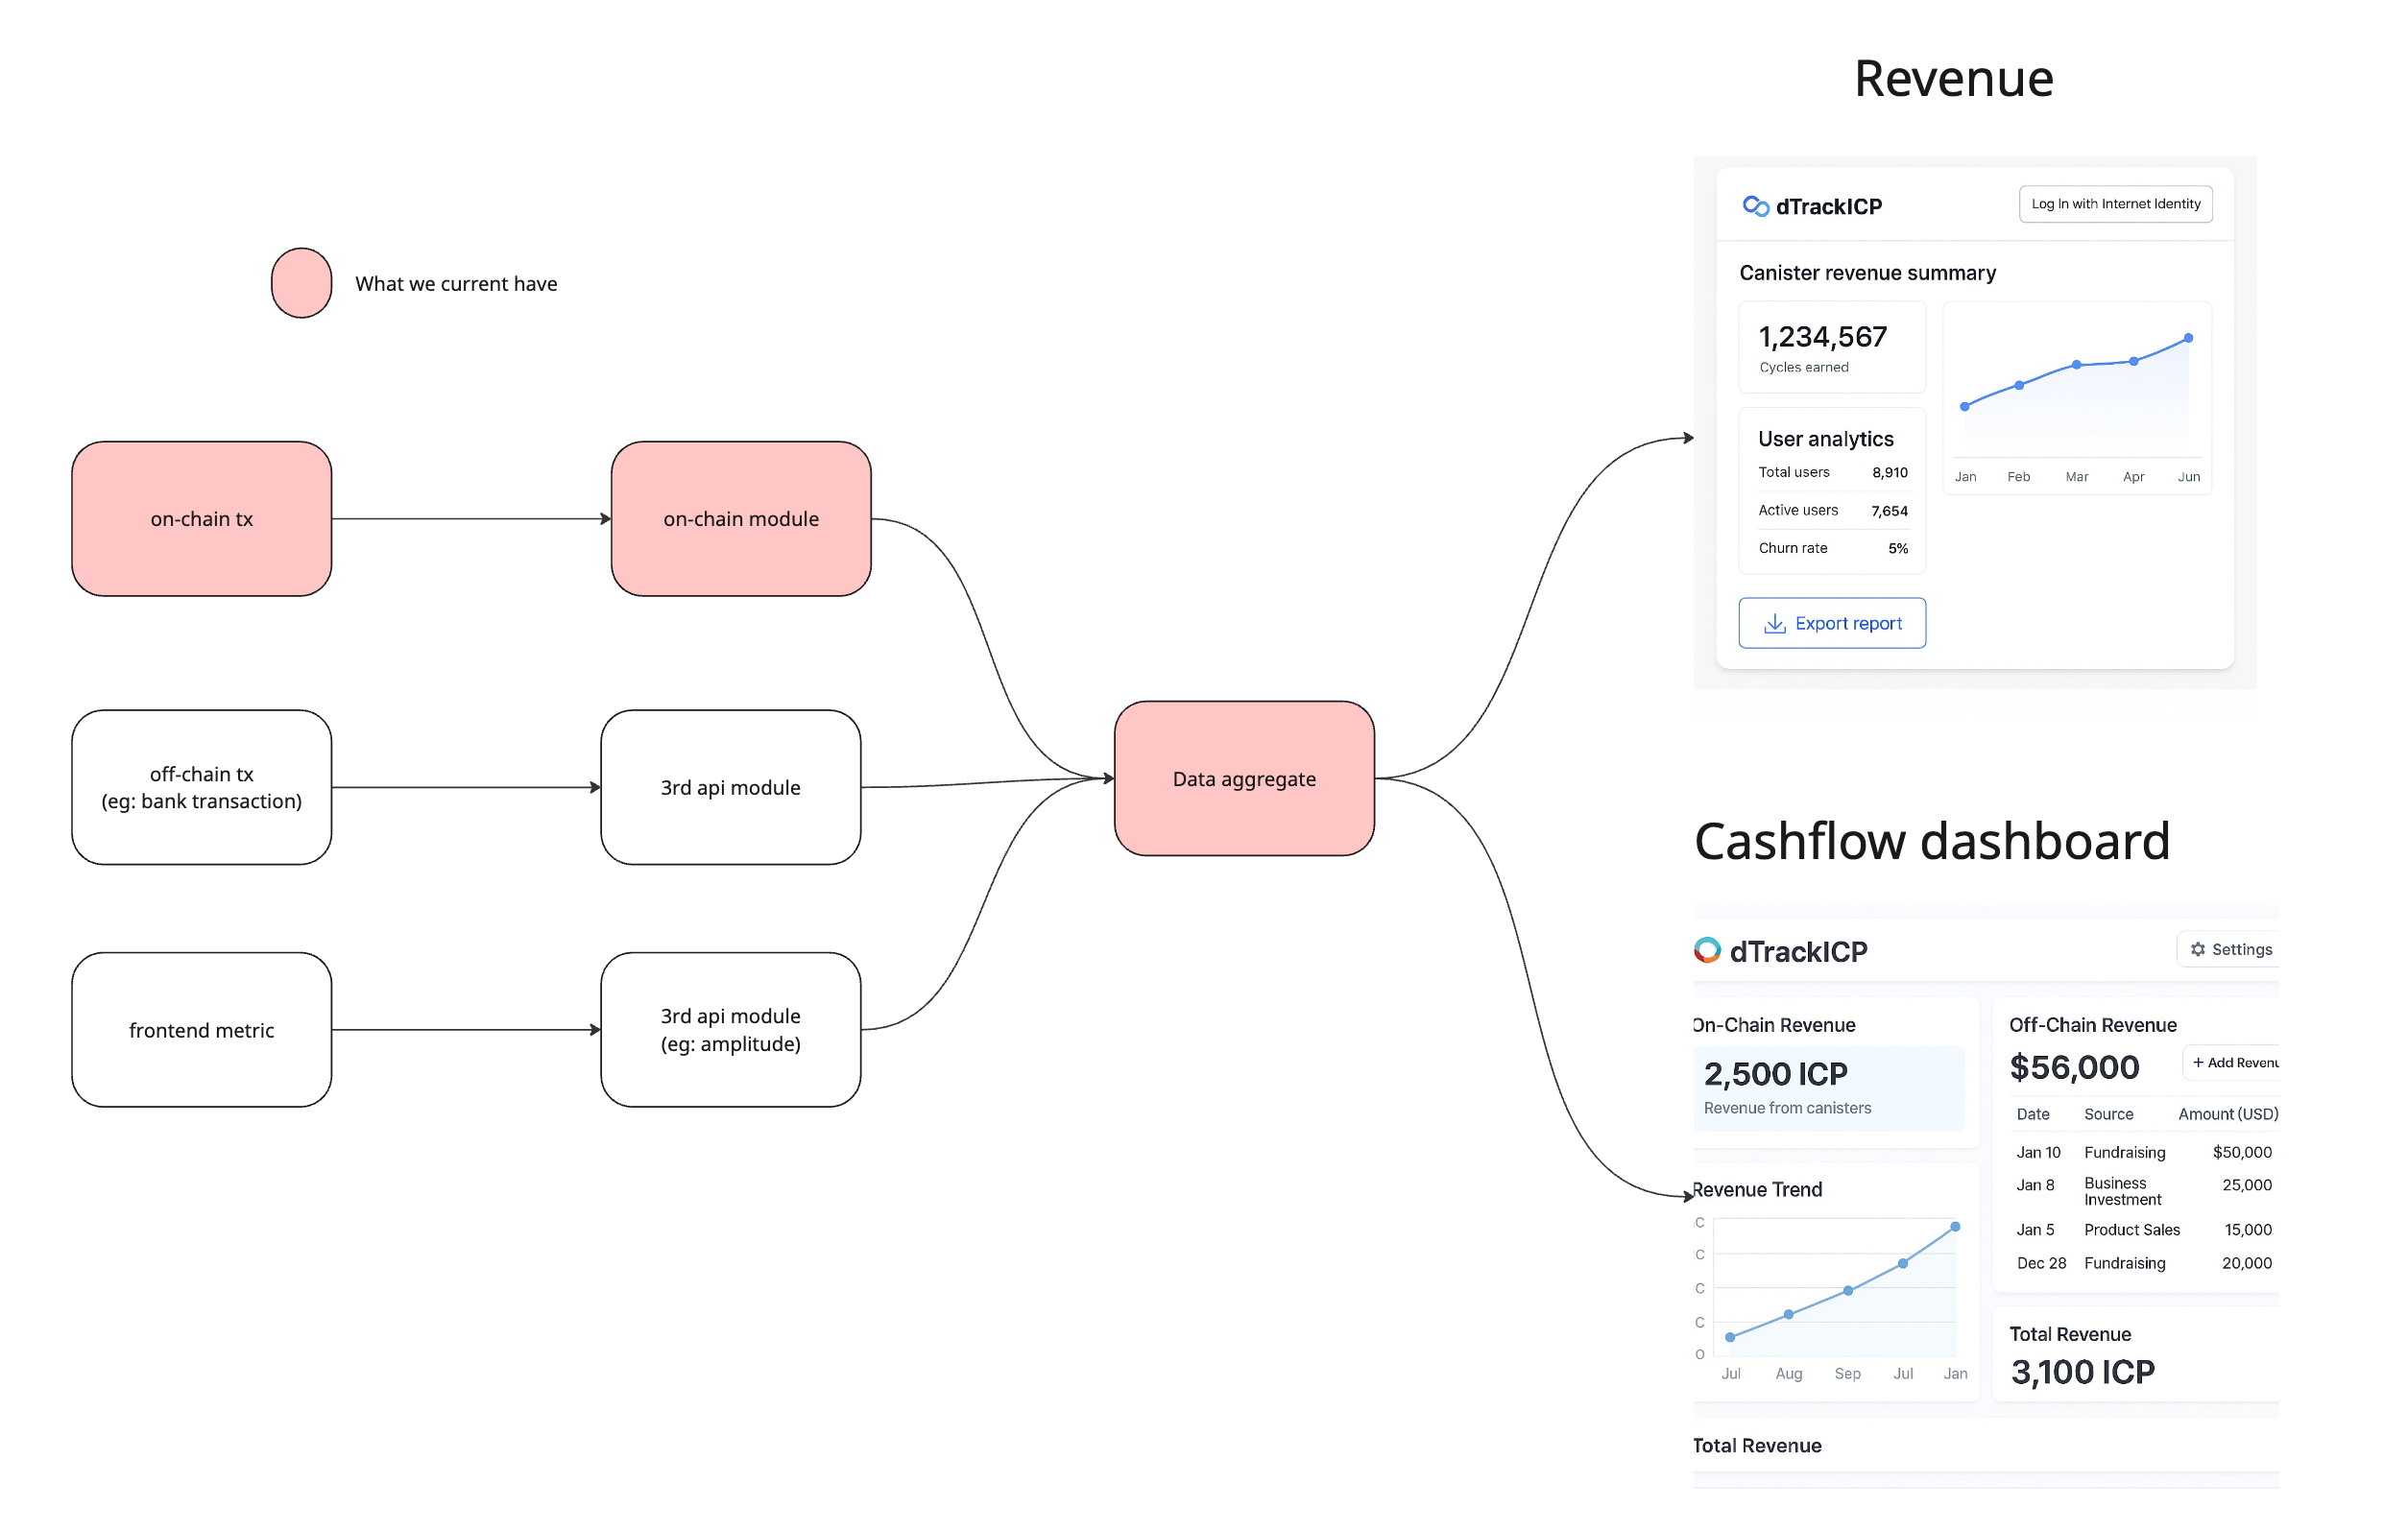 Revenue
What we current have
on-chain tx
on-chain module
off-chain tx
(eg: bank transaction)
3rd api module
frontend metric
3rd api module
(eg: amplitude)
Data aggregate
dTrackICP
Log In with Internet Identity
Canister revenue summary
1,234,567
Cycles earned
User analytics
Total users 8,910
Active users 7,654
Churn rate 5%
Jan Feb Mar Apr Jun
Export report
Cashflow dashboard
dTrackICP
Settings
On-Chain Revenue
2,500 ICP
Revenue from canisters
Revenue Trend
C
C
C
C
O
Jul Aug Sep Jul Jan
Off-Chain Revenue
$56,000
+ Add Revenu
Date Source Amount (USD)
Jan 10 Fundraising $50,000
Jan 8 Business
Investment 25,000
Jan 5 Product Sales 15,000
Dec 28 Fundraising 20,000
Total Revenue
3,100 ICP
Total Revenue